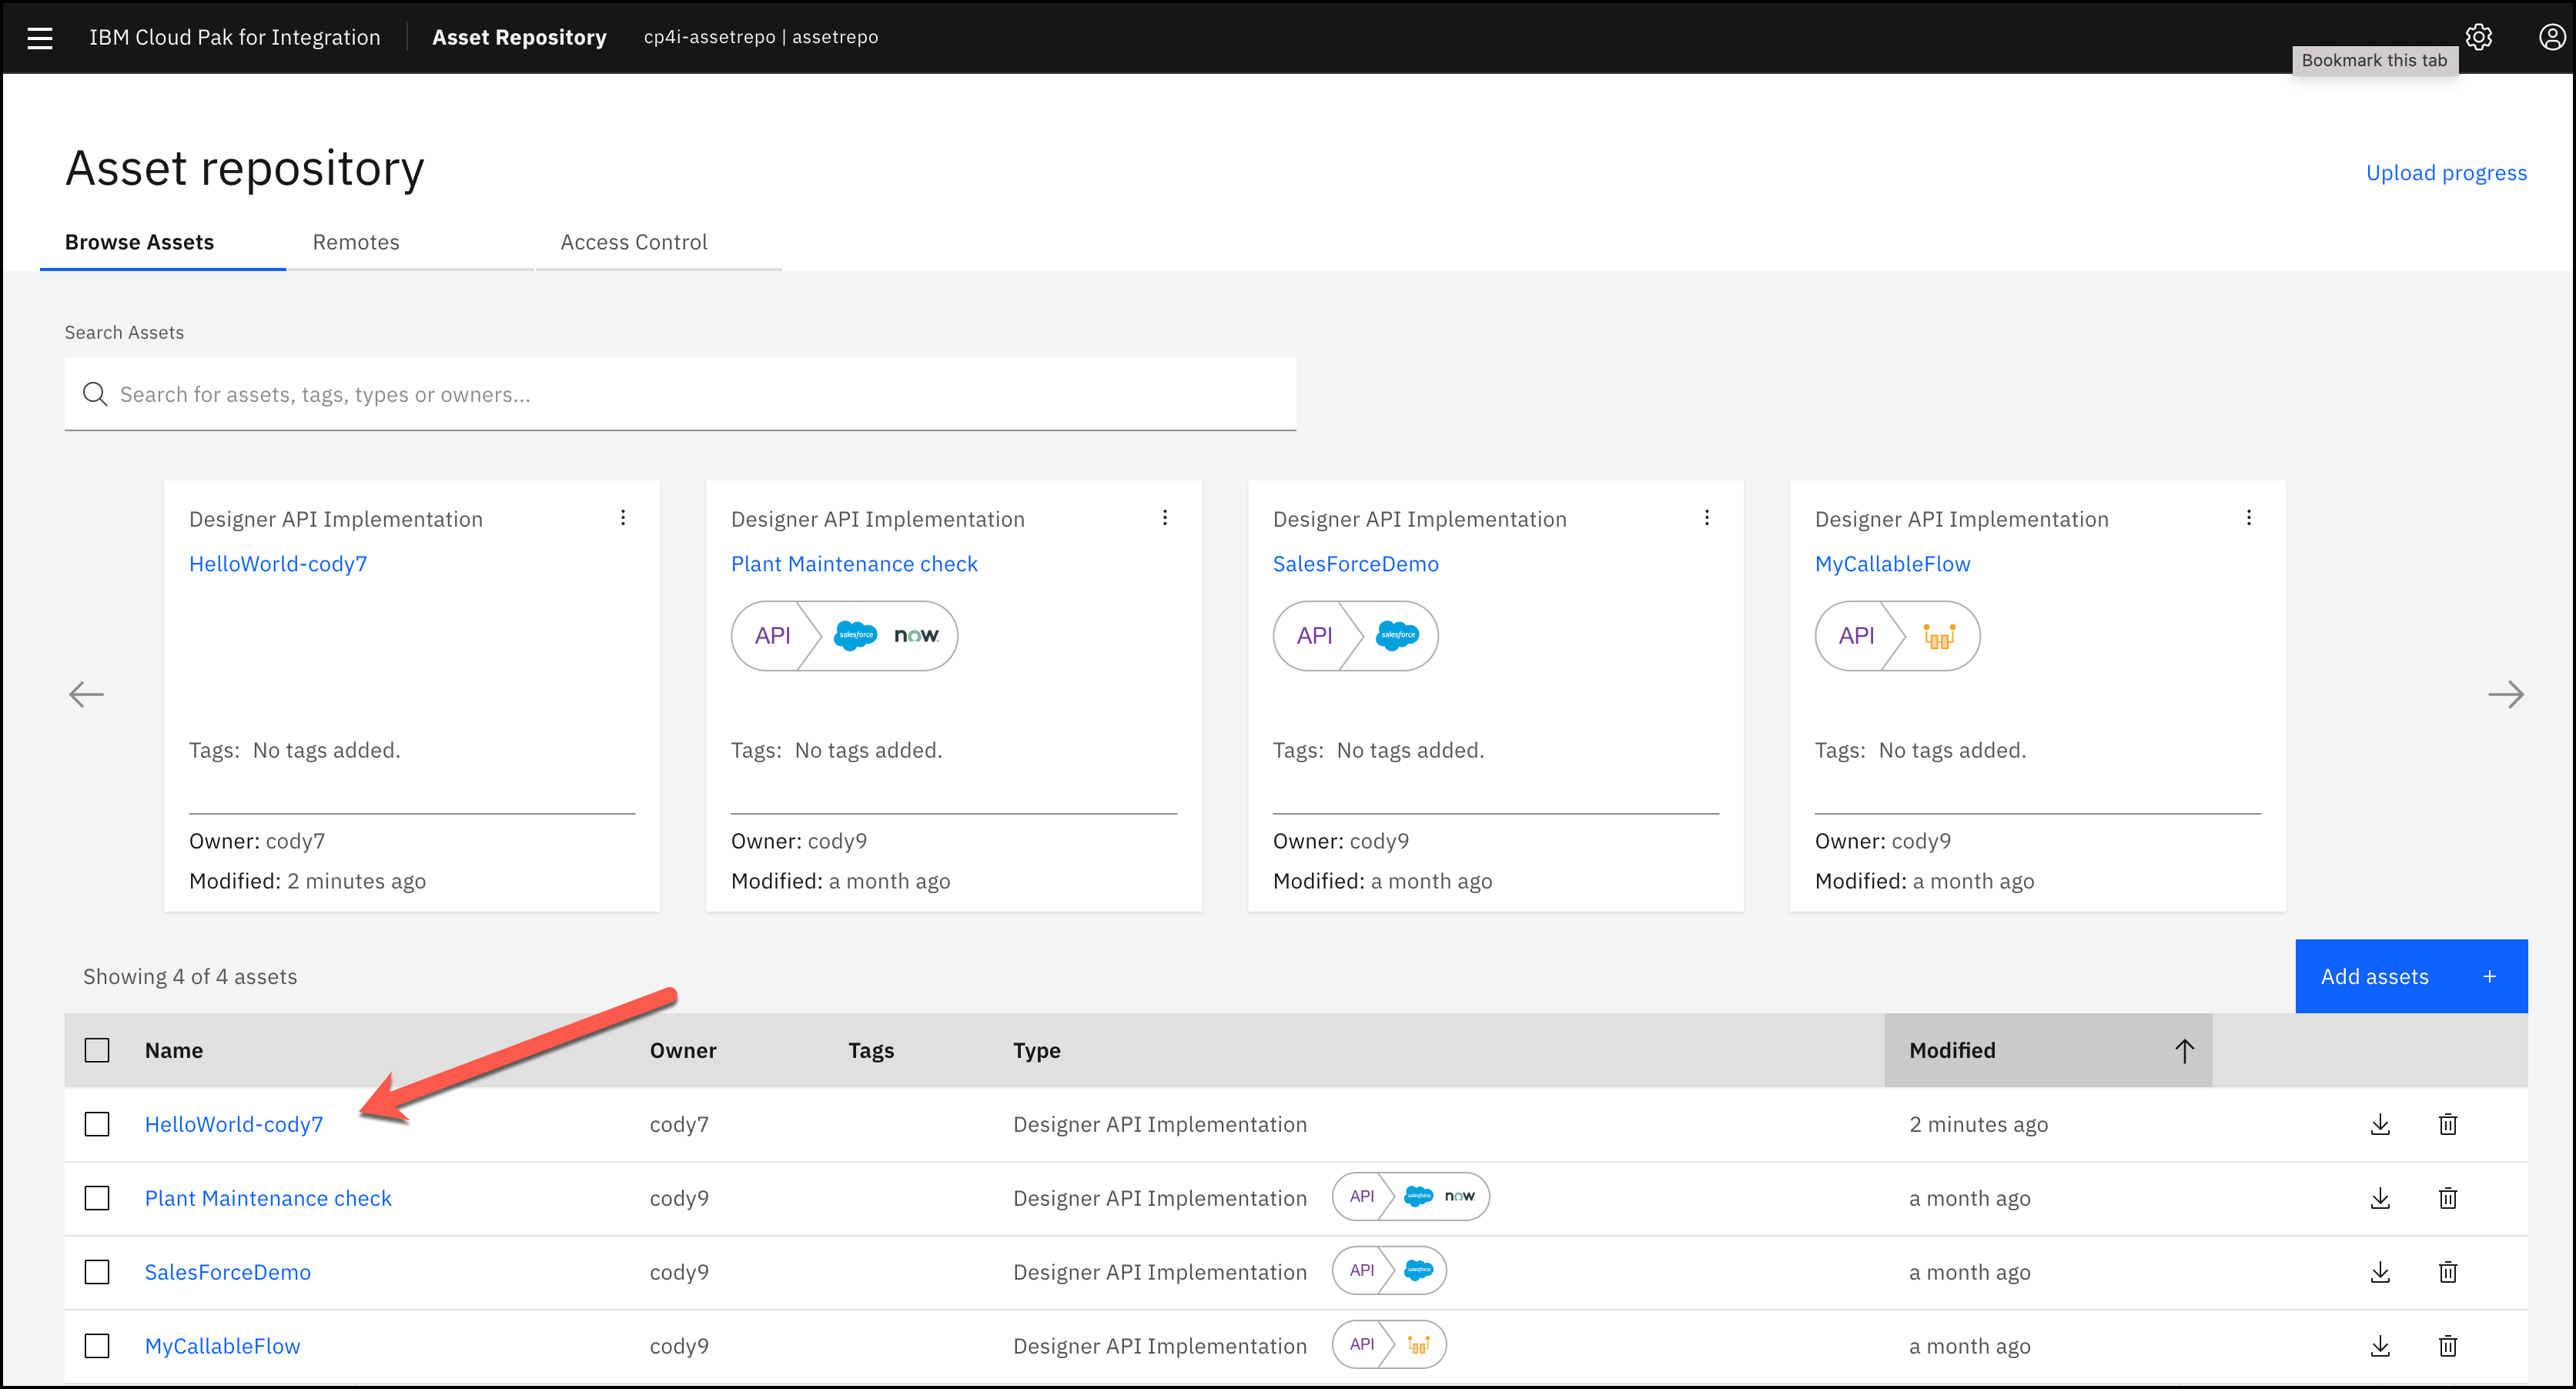 IBM Cloud Pak for Integration Asset Repository cp4i-assetrepo | assetrepo
Bookmark this tab
Asset repository
Upload progress
Browse Assets Remotes Access Control
Search Assets
Search for assets, tags, types or owners...
Designer API Implementation
HelloWorld-cody7
Tags: No tags added.
Owner: cody7
Modified: 2 minutes ago
Designer API Implementation
Plant Maintenance check
API salesforce now
Tags: No tags added.
Owner: cody9
Modified: a month ago
Designer API Implementation
SalesForceDemo
API salesforce
Tags: No tags added.
Owner: cody9
Modified: a month ago
Designer API Implementation
MyCallableFlow
API
Tags: No tags added.
Owner: cody9
Modified: a month ago
Showing 4 of 4 assets
Add assets +
Name Owner Tags Type Modified
HelloWorld-cody7 cody7 Designer API Implementation 2 minutes ago
Plant Maintenance check cody9 Designer API Implementation API salesforce now a month ago
SalesForceDemo cody9 Designer API Implementation API salesforce a month ago
MyCallableFlow cody9 Designer API Implementation API a month ago